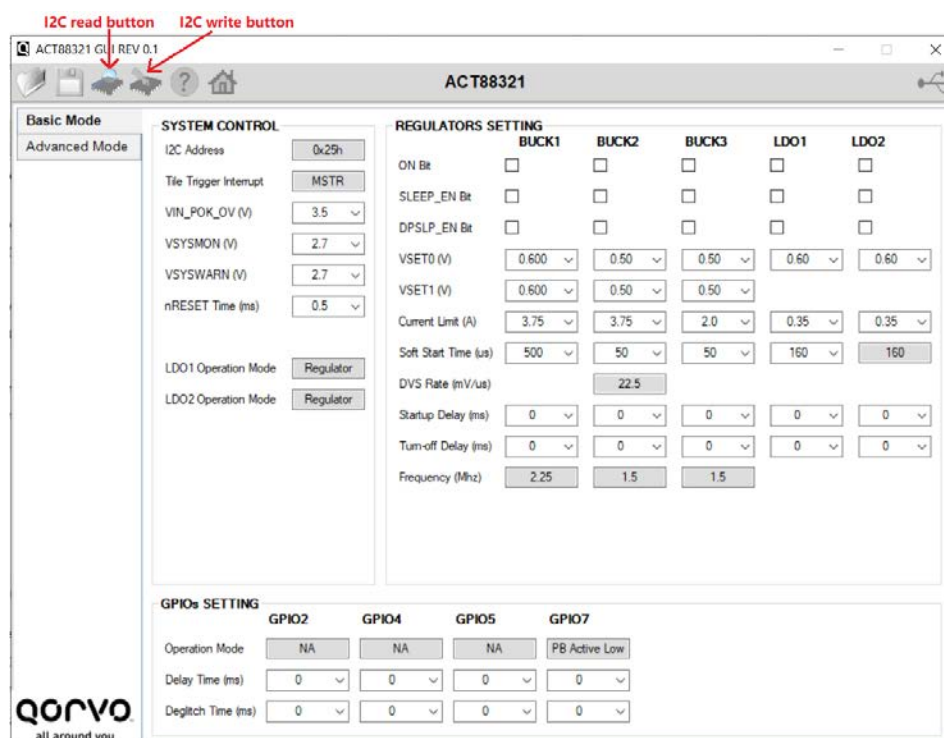 I2C read button I2C write button
ACT88321 GUI REV 0.1
ACT88321
Basic Mode
Advanced Mode
SYSTEM CONTROL
I2C Address 0x25h
Tile Trigger Interrupt MSTR
VIN_POK_OV (V) 3.5
VSYSMON (V) 2.7
VSYSWARN (V) 2.7
nRESET Time (ms) 0.5
LDO1 Operation Mode Regulator
LDO2 Operation Mode Regulator
REGULATORS SETTING
BUCK1 BUCK2 BUCK3 LDO1 LDO2
ON Bit
SLEEP_EN Bit
DPSLP_EN Bit
VSET0 (V) 0.600 0.50 0.50 0.60 0.60
VSET1 (V) 0.600 0.50 0.50
Current Limit (A) 3.75 3.75 2.0 0.35 0.35
Soft Start Time (us) 500 50 50 160 160
DVS Rate (mV/us) 22.5
Startup Delay (ms) 0 0 0 0 0
Turn-off Delay (ms) 0 0 0 0 0
Frequency (Mhz) 2.25 1.5 1.5
GPIOs SETTING
GPIO2 GPIO4 GPIO5 GPIO7
Operation Mode NA NA NA PB Active Low
Delay Time (ms) 0 0 0 0
Deglitch Time (ms) 0 0 0 0
QORVO
all around you